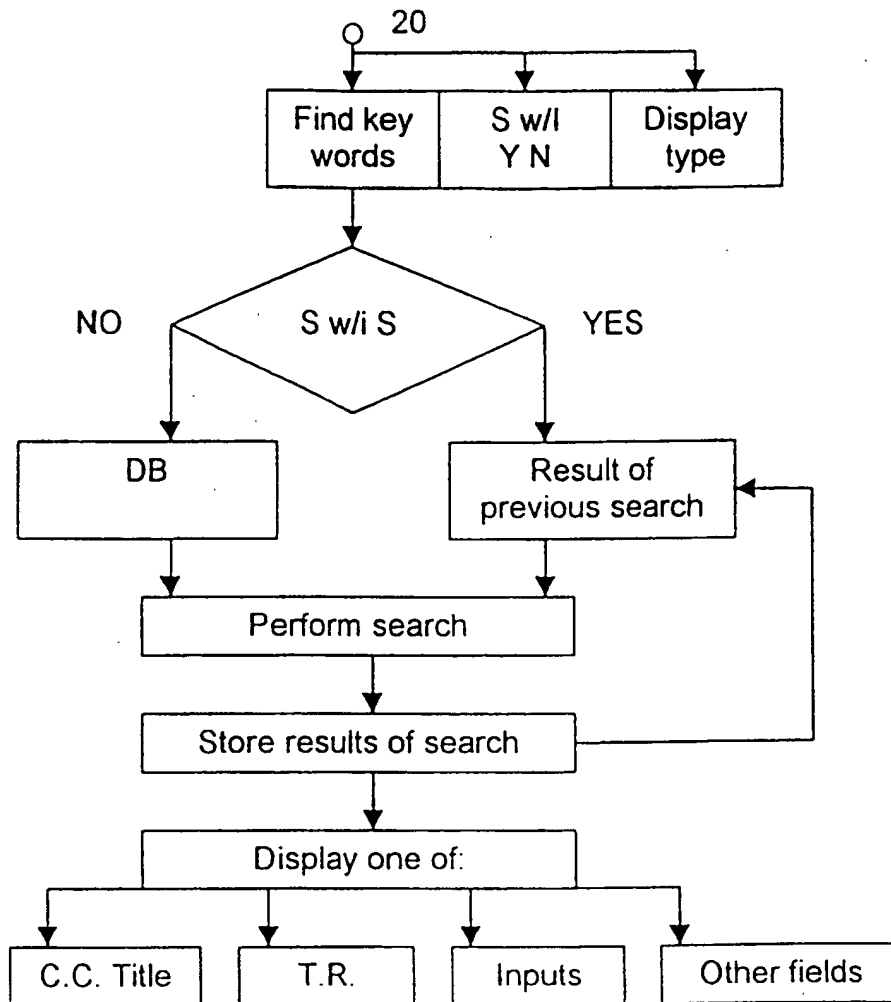 20
Find key
words
S w/I
Y N
Display
type
NO
S w/i S
YES
DB
Result of
previous search
Perform search
Store results of search
Display one of:
C.C. Title
T.R.
Inputs
Other fields